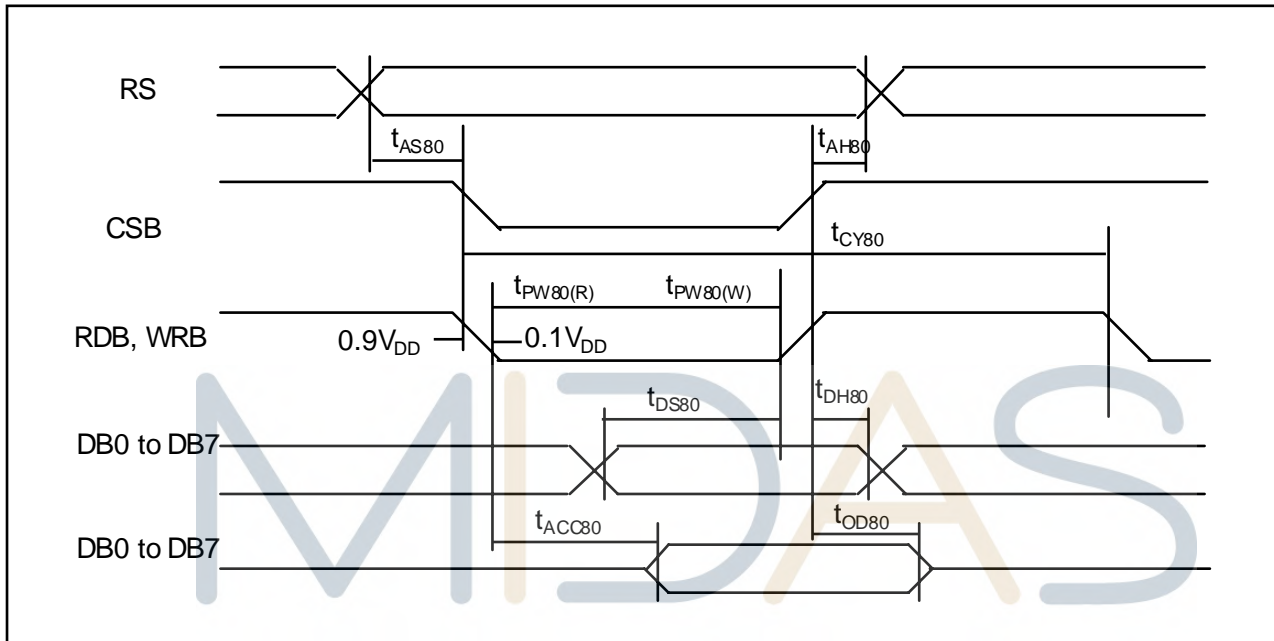 RS
tAS80 tAH80
CSB
tCY80
tPW80(R) tPW80(W)
RDB, WRB 0.9VDD 0.1VDD
tDS80 tDH80
DB0 to DB7
tACC80 tOD80
DB0 to DB7
MIDAS